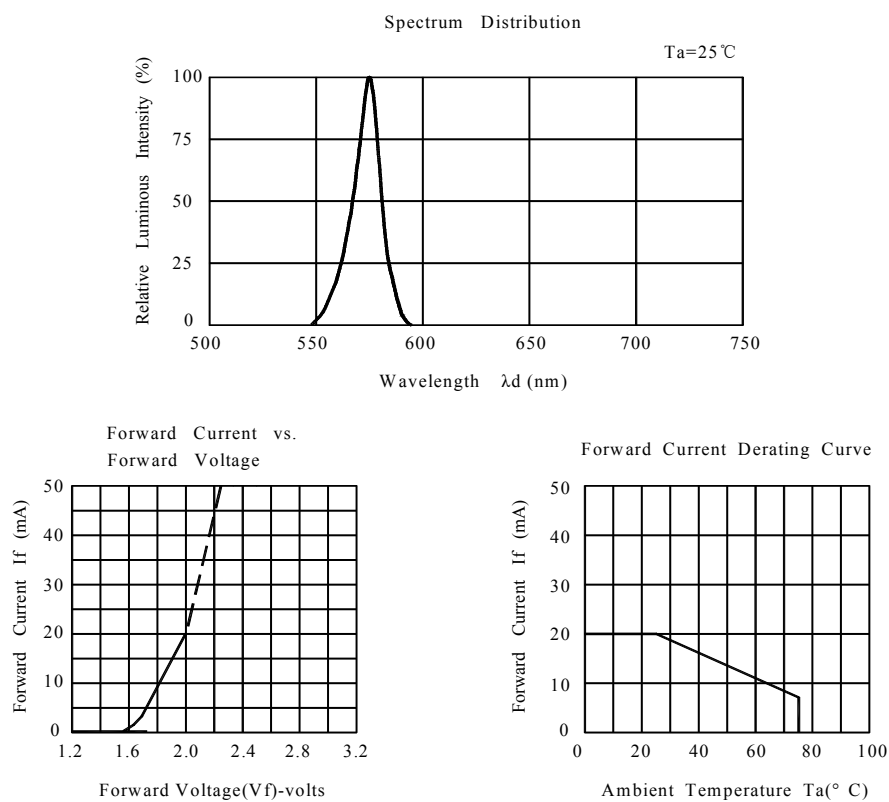 Spectrum Distribution
Ta=25℃
Relative Luminous Intensity (%)
100
75
50
25
0
500 550 600 650 700 750
Wavelength λd (nm)
Forward Current vs.
Forward Voltage
Forward Current If (mA)
50
40
30
20
10
0
1.2 1.6 2.0 2.4 2.8 3.2
Forward Voltage(Vf)-volts
Forward Current Derating Curve
Forward Current If (mA)
50
40
30
20
10
0
0 20 40 60 80 100
Ambient Temperature Ta(° C)